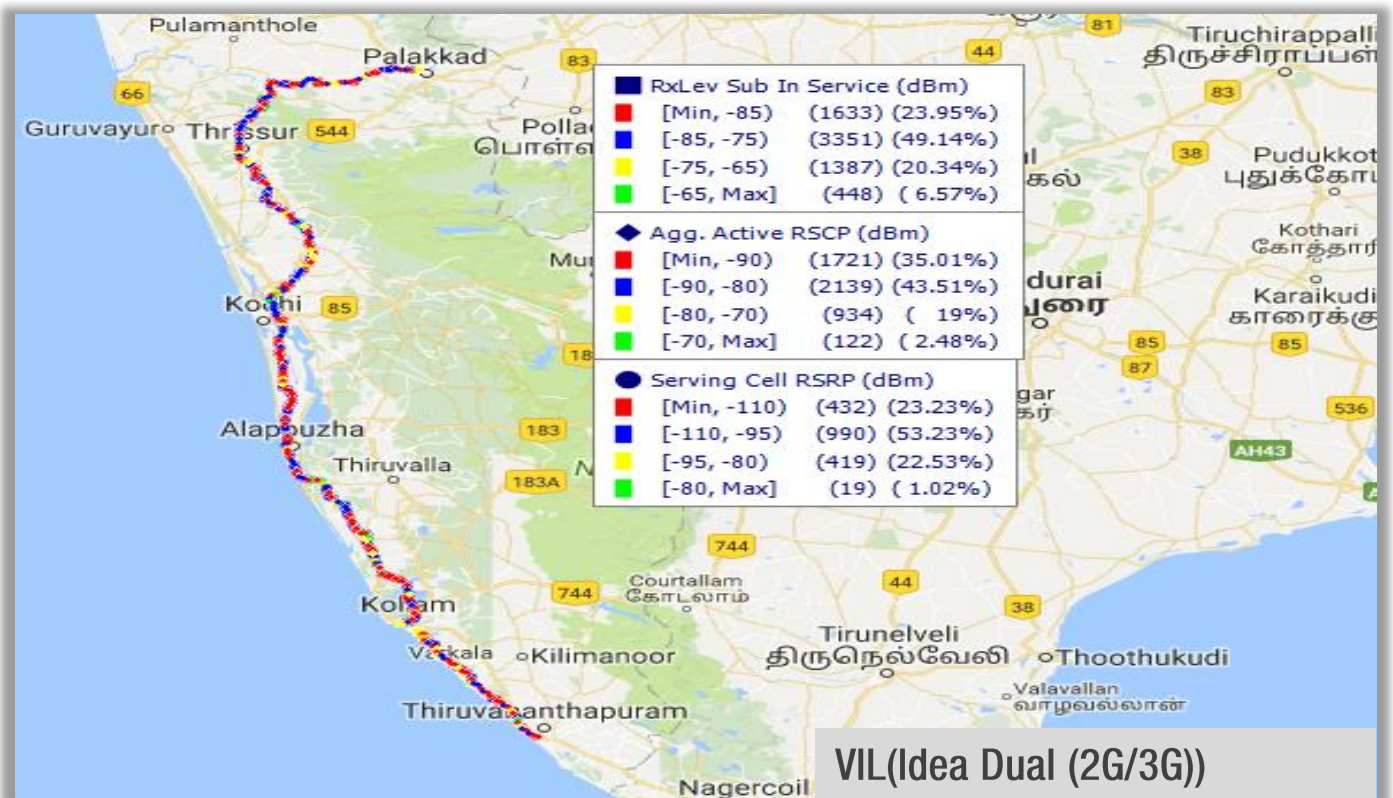 Pulamanthole
81
Tiruchirappalli
திருச்சிராப்பள்
Palakkad
83
44
66
83
Guruvayur
Thrissur
544
38
Pudukkot
RxLev Sub In Service (dBm)
[Min, -85) (1633) (23.95%)
[-85, -75) (3351) (49.14%)
[-75, -65) (1387) (20.34%)
[-65, Max] (448) ( 6.57%)
Agg. Active RSCP (dBm)
[Min, -90) (1721) (35.01%)
[-90, -80) (2139) (43.51%)
[-80, -70) (934) ( 19%)
[-70, Max] (122) ( 2.48%)
Serving Cell RSRP (dBm)
[Min, -110) (432) (23.23%)
[-110, -95) (990) (53.23%)
[-95, -80) (419) (22.53%)
[-80, Max] (19) ( 1.02%)
Kothari
கோத்தாரி
Kochi
85
durai
Karaikudi
காரைக்கு
85
85
87
18
536
Alappuzha
183
Thiruvalla
183A
AH43
744
Courtallam
744
44
38
Kollam
Tirunelveli
திருநெல்வேலி
Varkala
Kilimanoor
Thoothukudi
Valavallan
வாழவல்லான்
Thiruvananthapuram
VIL(Idea Dual (2G/3G))
Nagercoil